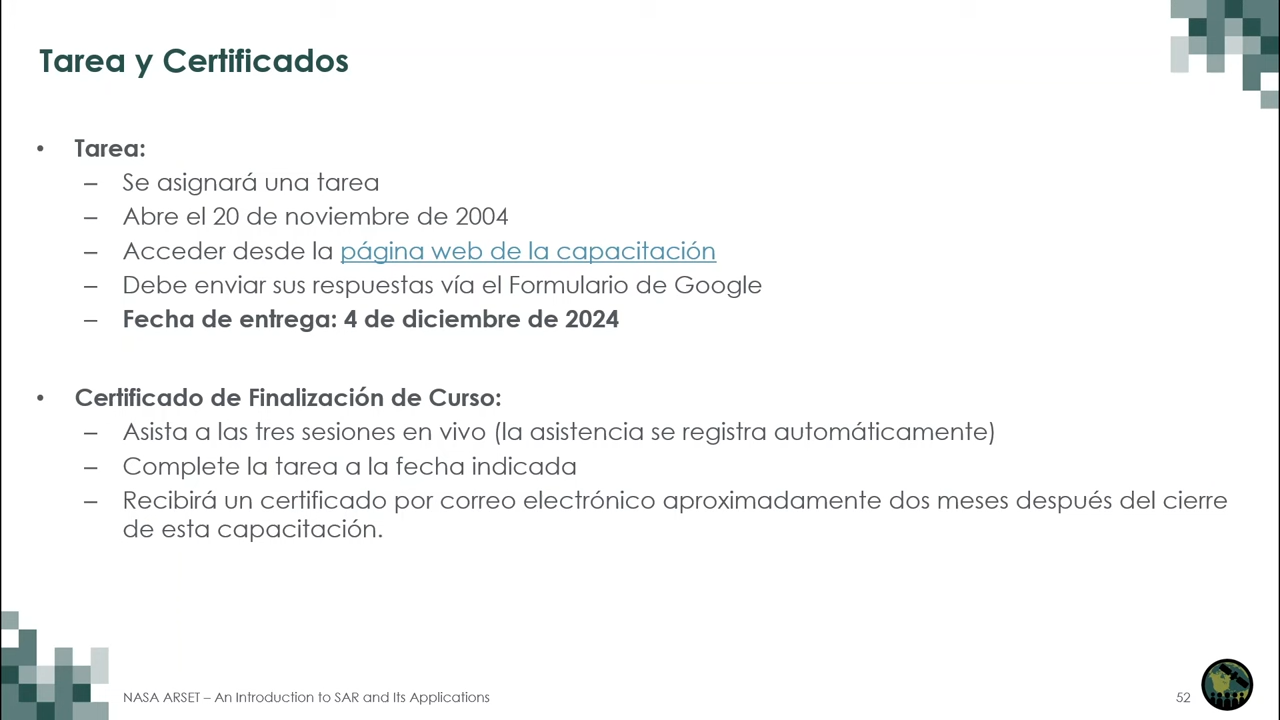 Tarea y Certificados
• Tarea:
– Se asignará una tarea
– Abre el 20 de noviembre de 2004
– Acceder desde la página web de la capacitación
– Debe enviar sus respuestas vía el Formulario de Google
– Fecha de entrega: 4 de diciembre de 2024
• Certificado de Finalización de Curso:
– Asista a las tres sesiones en vivo (la asistencia se registra automáticamente)
– Complete la tarea a la fecha indicada
– Recibirá un certificado por correo electrónico aproximadamente dos meses después del cierre
de esta capacitación.
NASA ARSET – An Introduction to SAR and Its Applications
52